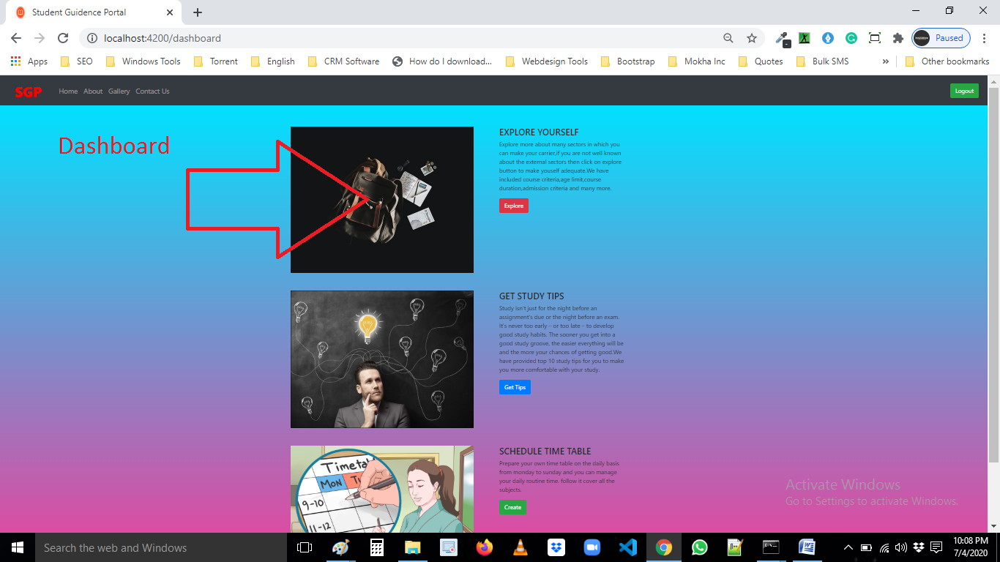 Student Guidence Portal
localhost:4200/dashboard
Paused
Apps SEO Windows Tools Torrent English CRM Software How do I download... Webdesign Tools Bootstrap Mokha Inc Quotes Bulk SMS » Other bookmarks
SGP Home About Gallery Contact Us Logout
Dashboard
EXPLORE YOURSELF
Explore more about many sectors in which you
can make your carrier,if you are not well known
about the external sectors then click on explore
button to make youself adequate.We have
included course criteria,age limit,course
duration,admission criteria and many more.
Explore
GET STUDY TIPS
Study isn't just for the night before an
assignment's due or the night before an exam.
It's never too early – or too late – to develop
good study habits. The sooner you get into a
good study groove, the easier everything will be
and the more your chances of getting good.We
have provided top 10 study tips for you to make
you more comfortable with your study.
Get Tips
Timetab
MON Tu
9-10
11-12
SCHEDULE TIME TABLE
Prepare your own time table on the daily basis
from monday to sunday and you can manage
your daily routine time. follow it cover all the
subjects.
Create
Activate Windows
Go to Settings to activate Windows.
Search the web and Windows
10:08 PM
7/4/2020